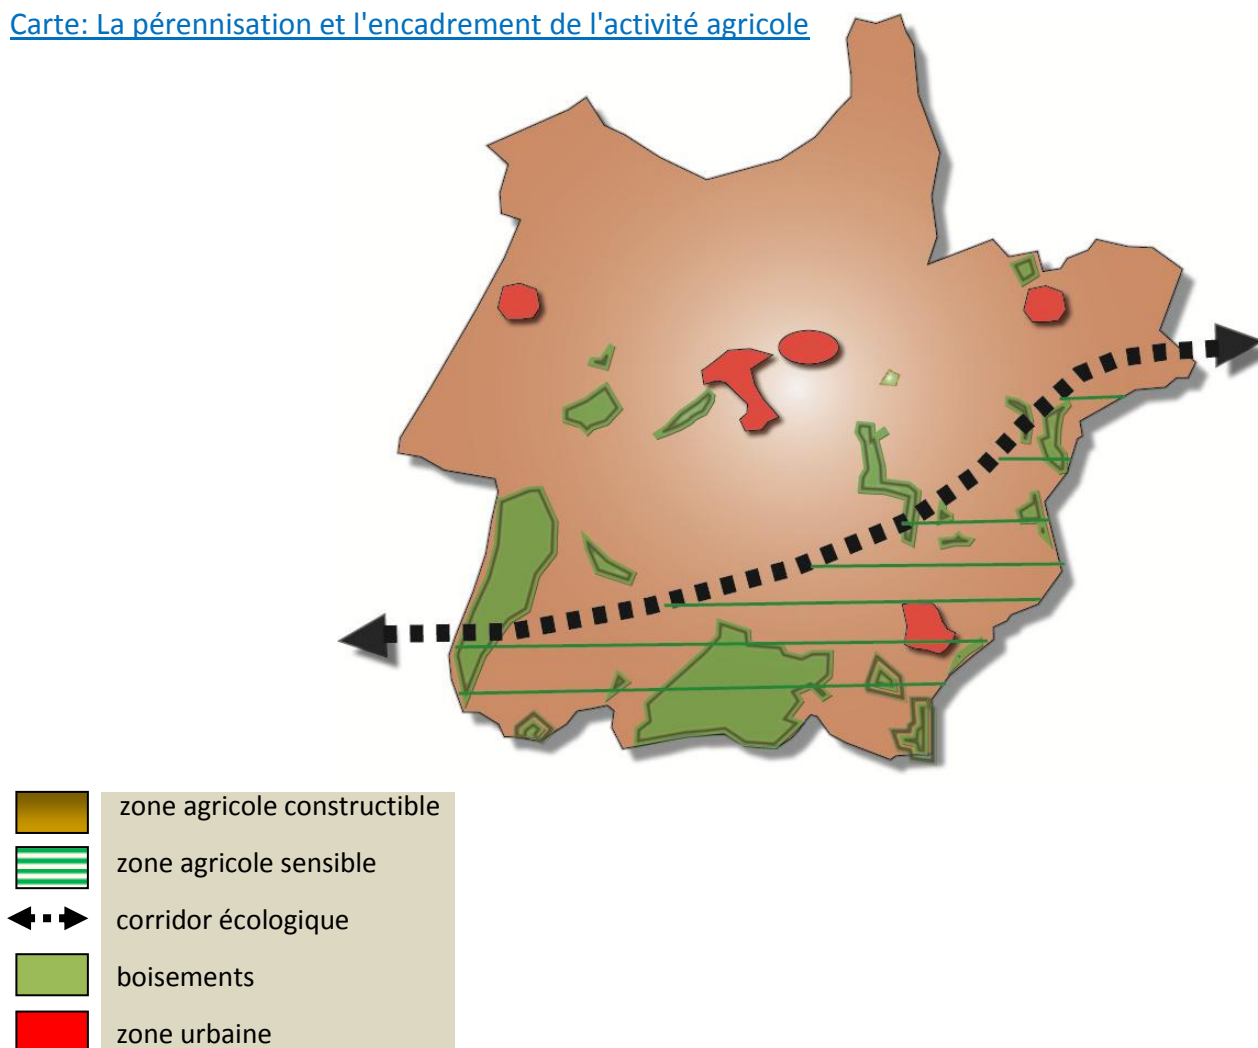 Carte: La pérennisation et l'encadrement de l'activité agricole
zone agricole constructible
zone agricole sensible
corridor écologique
boisements
zone urbaine